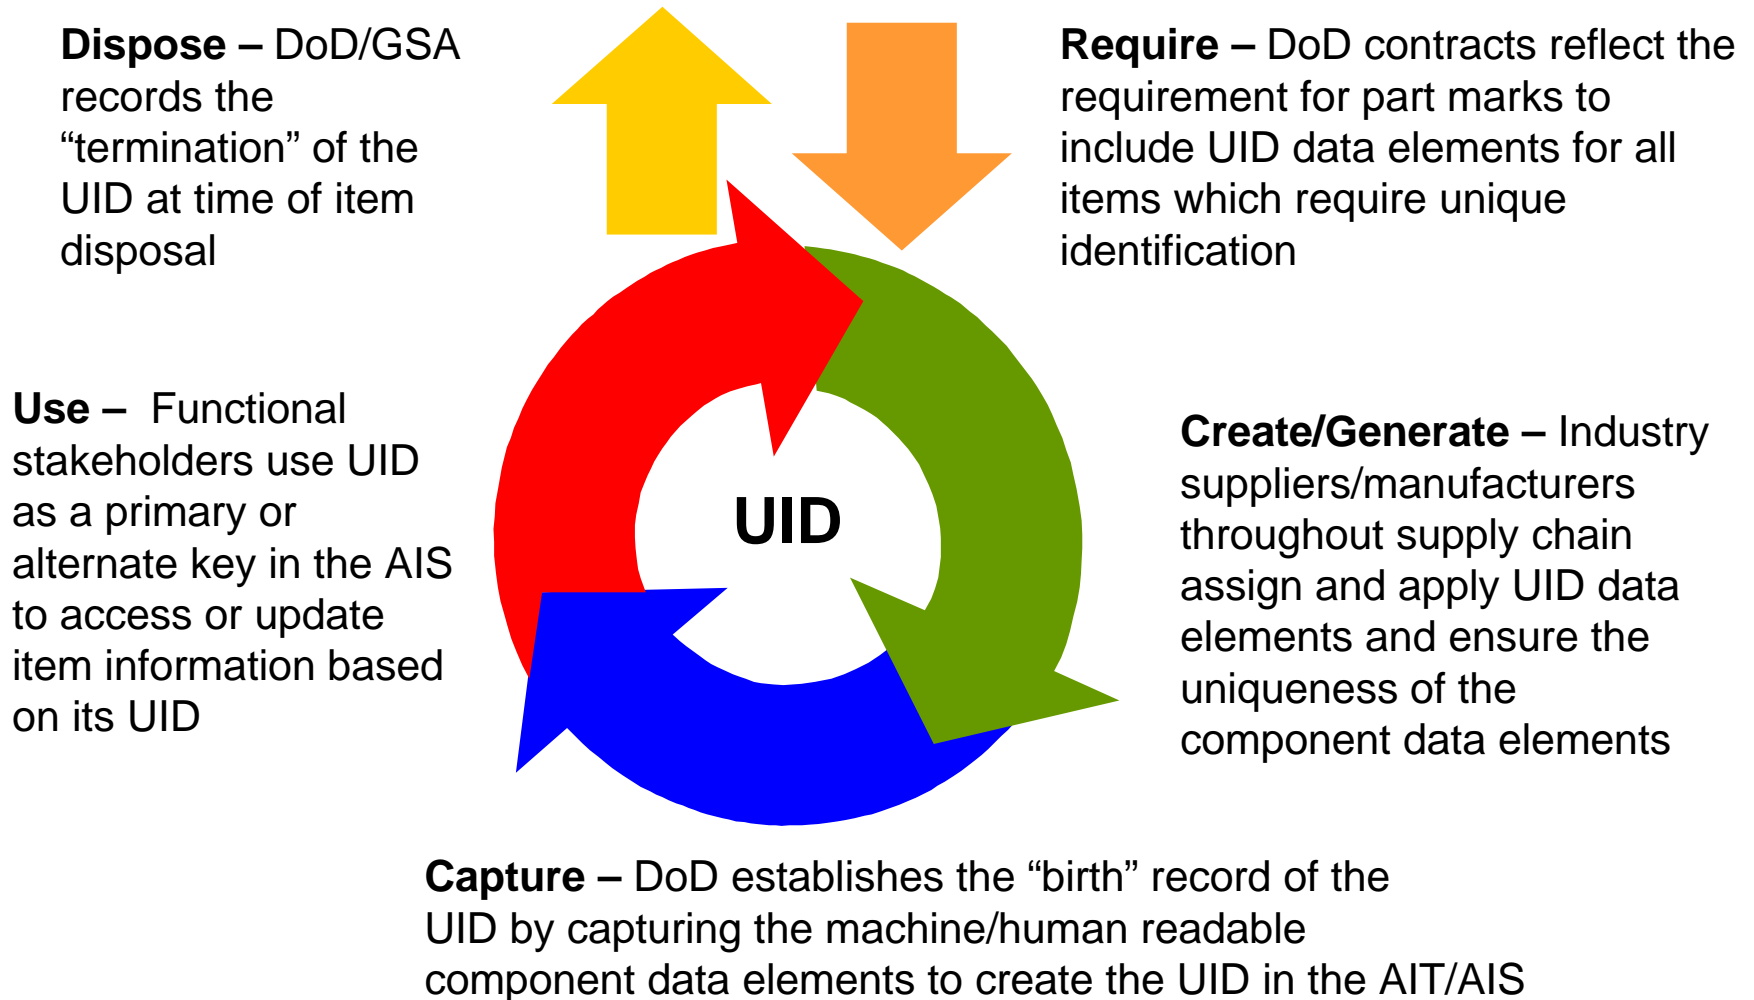 Dispose – DoD/GSA
records the
“termination” of the
UID at time of item
disposal
Require – DoD contracts reflect the
requirement for part marks to
include UID data elements for all
items which require unique
identification
Use –  Functional
stakeholders use UID
as a primary or
alternate key in the AIS
to access or update
item information based
on its UID
UID
Create/Generate – Industry
suppliers/manufacturers
throughout supply chain
assign and apply UID data
elements and ensure the
uniqueness of the
component data elements
Capture – DoD establishes the “birth” record of the
UID by capturing the machine/human readable
component data elements to create the UID in the AIT/AIS